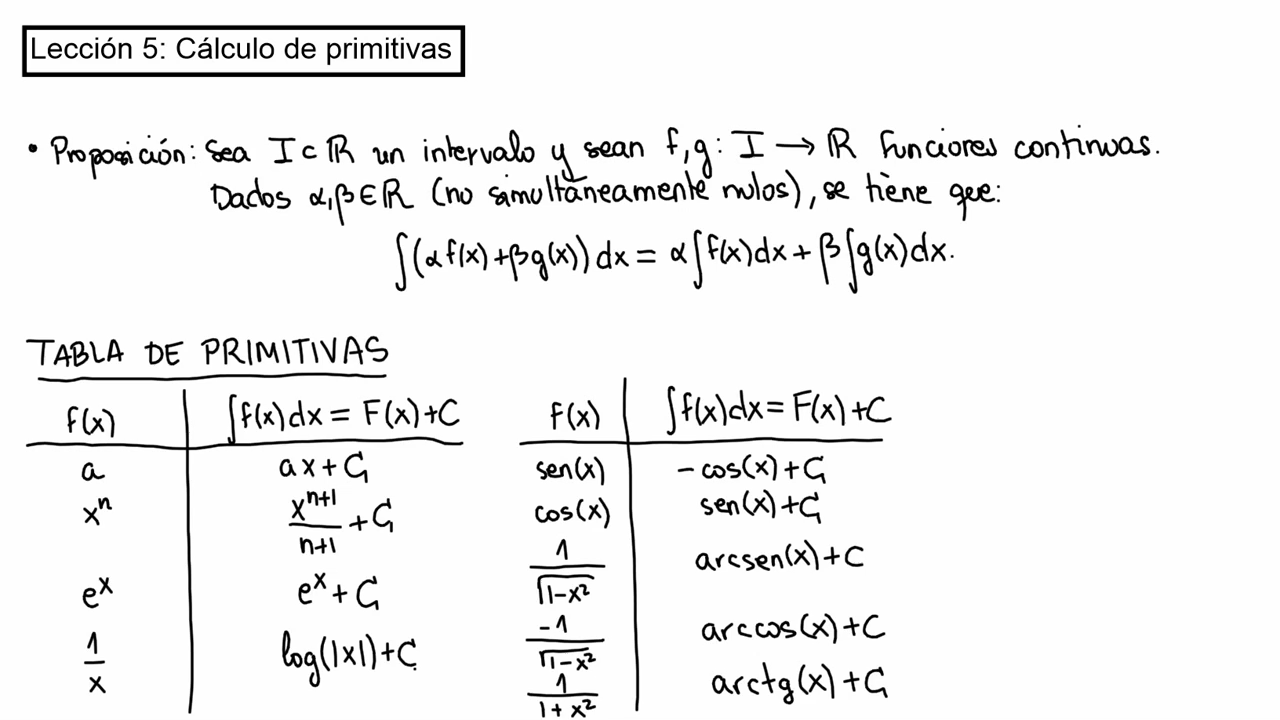 Lección 5: Cálculo de primitivas
• Proposición: Sea I⊂ℝ un intervalo y sean f,g: I → ℝ funciones continuas.
Dados α,β∈ℝ (no simultáneamente nulos), se tiene que:
∫(αf(x)+βg(x))dx = α∫f(x)dx + β∫g(x)dx.
TABLA DE PRIMITIVAS
f(x) | ∫f(x)dx = F(x)+C
a | ax+C
xⁿ | xⁿ⁺¹/(n+1) + C
eˣ | eˣ + C
1/x | log(|x|)+C
f(x) | ∫f(x)dx = F(x)+C
sen(x) | -cos(x)+C
cos(x) | sen(x)+C
1/√(1-x²) | arcsen(x)+C
-1/√(1-x²) | arccos(x)+C
1/(1+x²) | arctg(x)+C